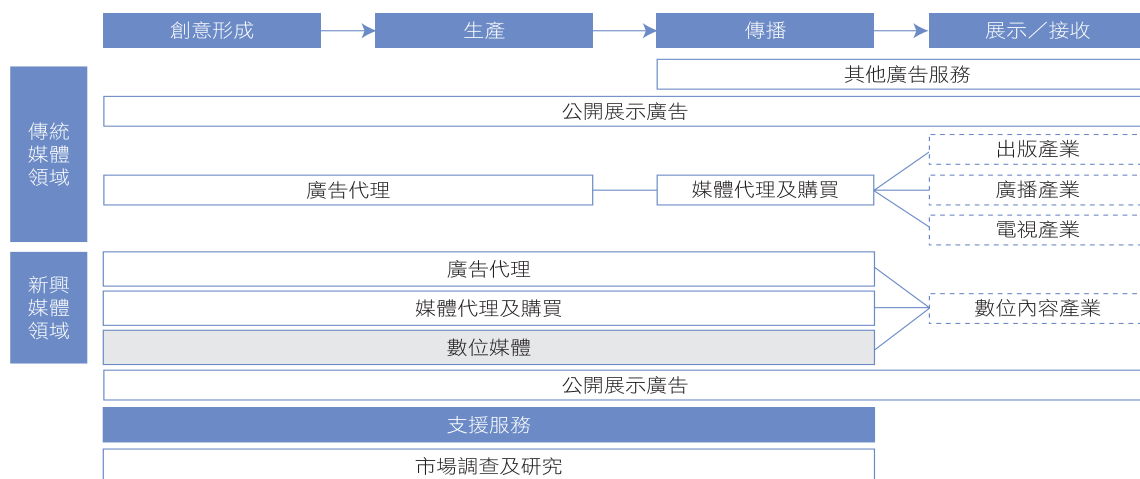 創意形成
生產
傳播
展示／接收
傳統
媒體
領域
其他廣告服務
公開展示廣告
廣告代理
媒體代理及購買
出版產業
廣播產業
電視產業
新興
媒體
領域
廣告代理
媒體代理及購買
數位媒體
數位內容產業
公開展示廣告
支援服務
市場調查及研究